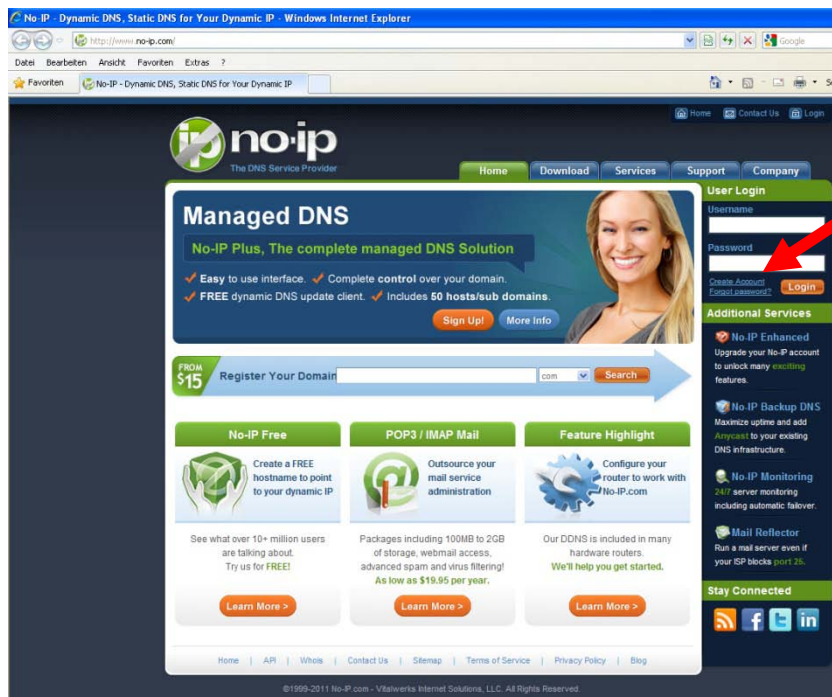 No-IP - Dynamic DNS, Static DNS for Your Dynamic IP - Windows Internet Explorer
http://www.no-ip.com/
Google
Datei Bearbeiten Ansicht Favoriten Extras ?
Favoriten
No-IP - Dynamic DNS, Static DNS for Your Dynamic IP
Home Contact Us Login
no-ip
The DNS Service Provider
Home Download Services Support Company
Managed DNS
No-IP Plus, The complete managed DNS Solution
Easy to use interface. Complete control over your domain.
FREE dynamic DNS update client. Includes 50 hosts/sub domains.
Sign Up! More Info
User Login
Username
Password
Create Account
Forgot password?
Login
FROM
$15
Register Your Domain
com
Search
Additional Services
No-IP Enhanced
Upgrade your No-IP account
to unlock many exciting
features.
No-IP Backup DNS
Maximize uptime and add
Anycast to your existing
DNS infrastructure.
No-IP Monitoring
24/7 server monitoring
including automatic failover.
Mail Reflector
Run a mail server even if
your ISP blocks port 25.
Stay Connected
No-IP Free
Create a FREE
hostname to point
to your dynamic IP
See what over 10+ million users
are talking about.
Try us for FREE!
Learn More >
POP3 / IMAP Mail
Outsource your
mail service
administration
Packages including 100MB to 2GB
of storage, webmail access,
advanced spam and virus filtering!
As low as $19.95 per year.
Learn More >
Feature Highlight
Configure your
router to work with
No-IP.com
Our DDNS is included in many
hardware routers.
We'll help you get started.
Learn More >
Home | API | Whois | Contact Us | Sitemap | Terms of Service | Privacy Policy | Blog
©1999-2011 No-IP.com - Vitalwerks Internet Solutions, LLC. All Rights Reserved.